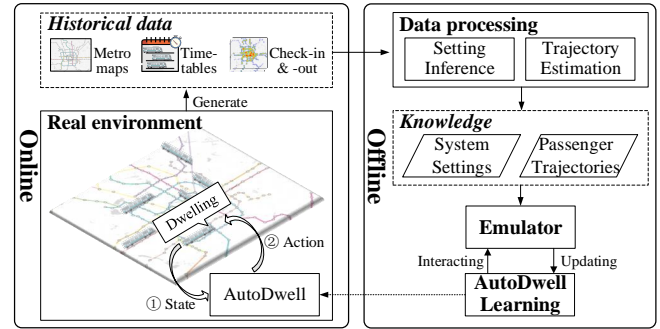 Online
Historical data
Metro
maps
Time-
tables
Check-in
& -out
Generate
Real environment
Dwelling
② Action
① State
AutoDwell
Offline
Data processing
Setting
Inference
Trajectory
Estimation
Knowledge
System
Settings
Passenger
Trajectories
Emulator
Interacting
Updating
AutoDwell
Learning